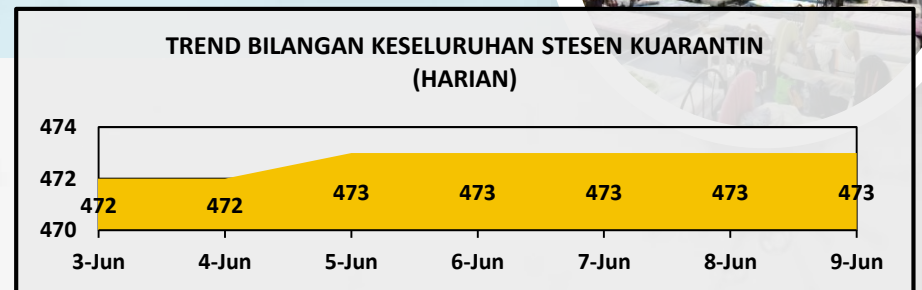 TREND BILANGAN KESELURUHAN STESEN KUARANTIN
(HARIAN)
474
472
470
472 472 473 473 473 473 473
3-Jun 4-Jun 5-Jun 6-Jun 7-Jun 8-Jun 9-Jun